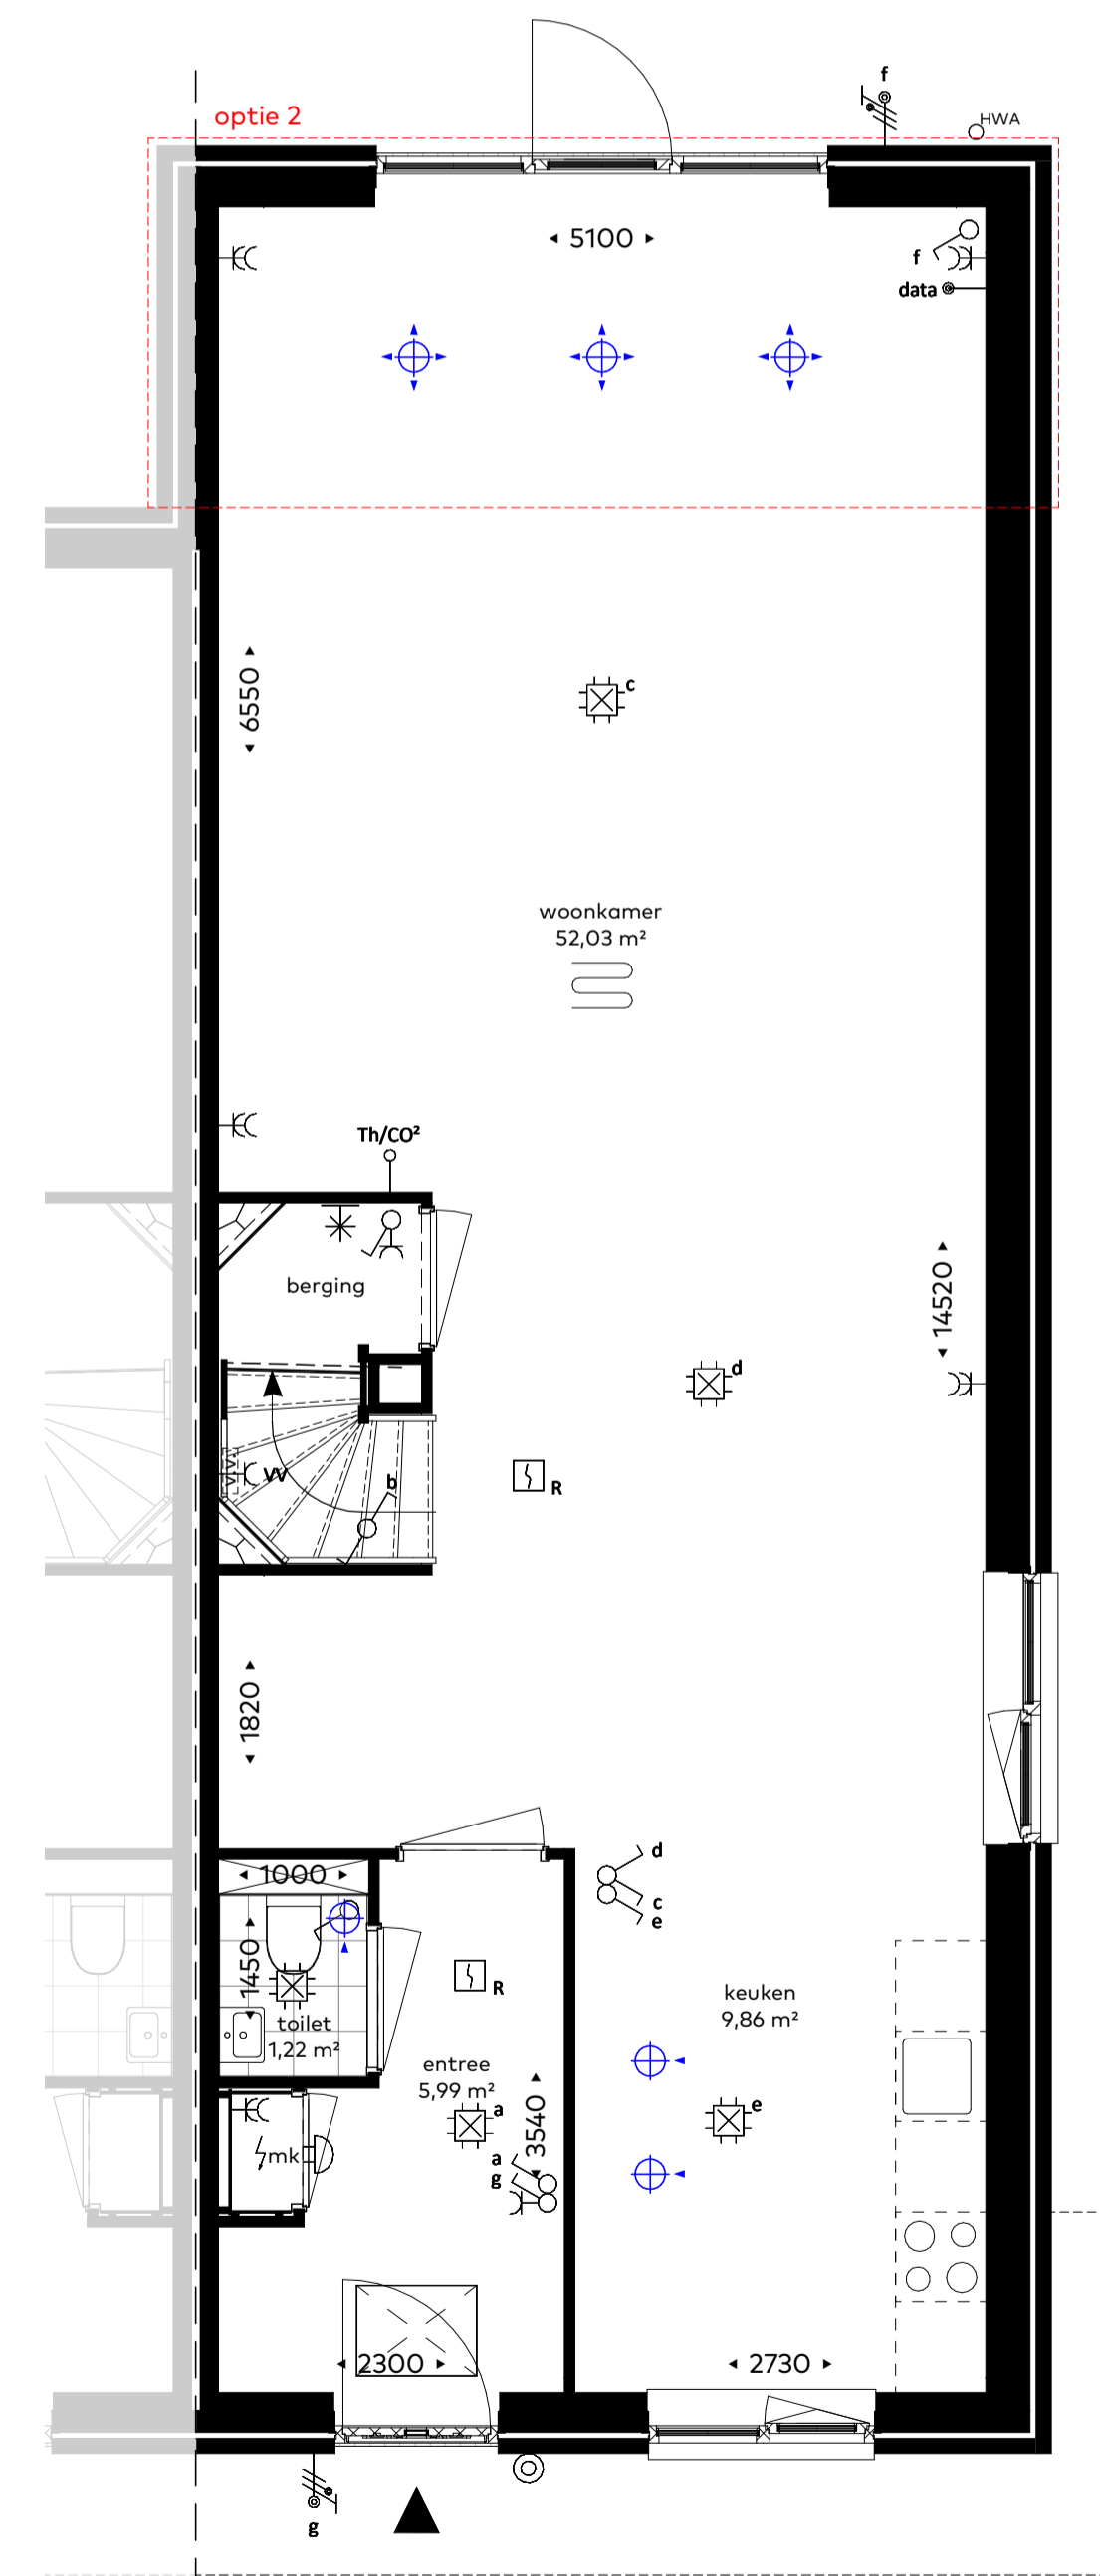 optie 2
f
HWA
5100
f
data
c
6550
woonkamer
52,03 m²
Th/CO²
berging
14520
d
vv
b
R
1820
d
c
e
1000
1450
toilet
1,22 m²
R
keuken
9,86 m²
entree
5,99 m²
a
3540
e
mk
a
g
2300
2730
g